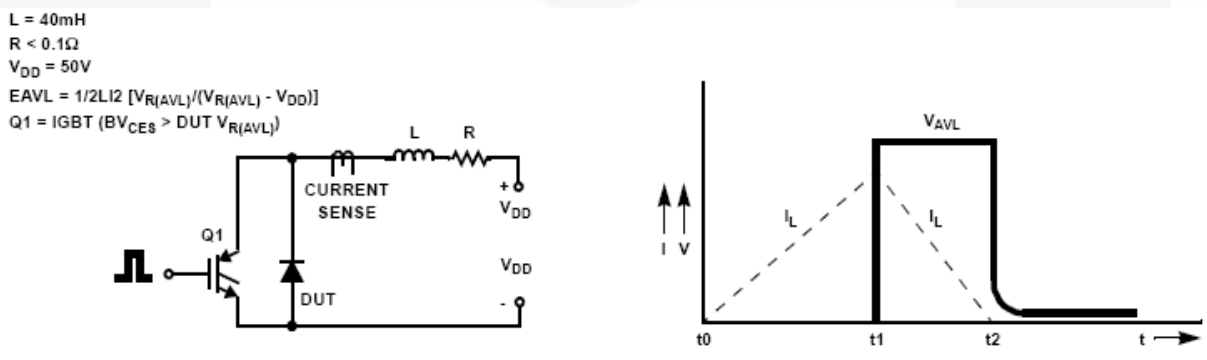 L = 40mH
R < 0.1Ω
VDD = 50V
EAVL = 1/2LI2 [VR(AVL)/(VR(AVL) - VDD)]
Q1 = IGBT (BVCES > DUT VR(AVL))
L R
CURRENT
SENSE
+
VDD
Q1
VDD
DUT
-
VAVL
IL IL
I V
t0 t1 t2 t